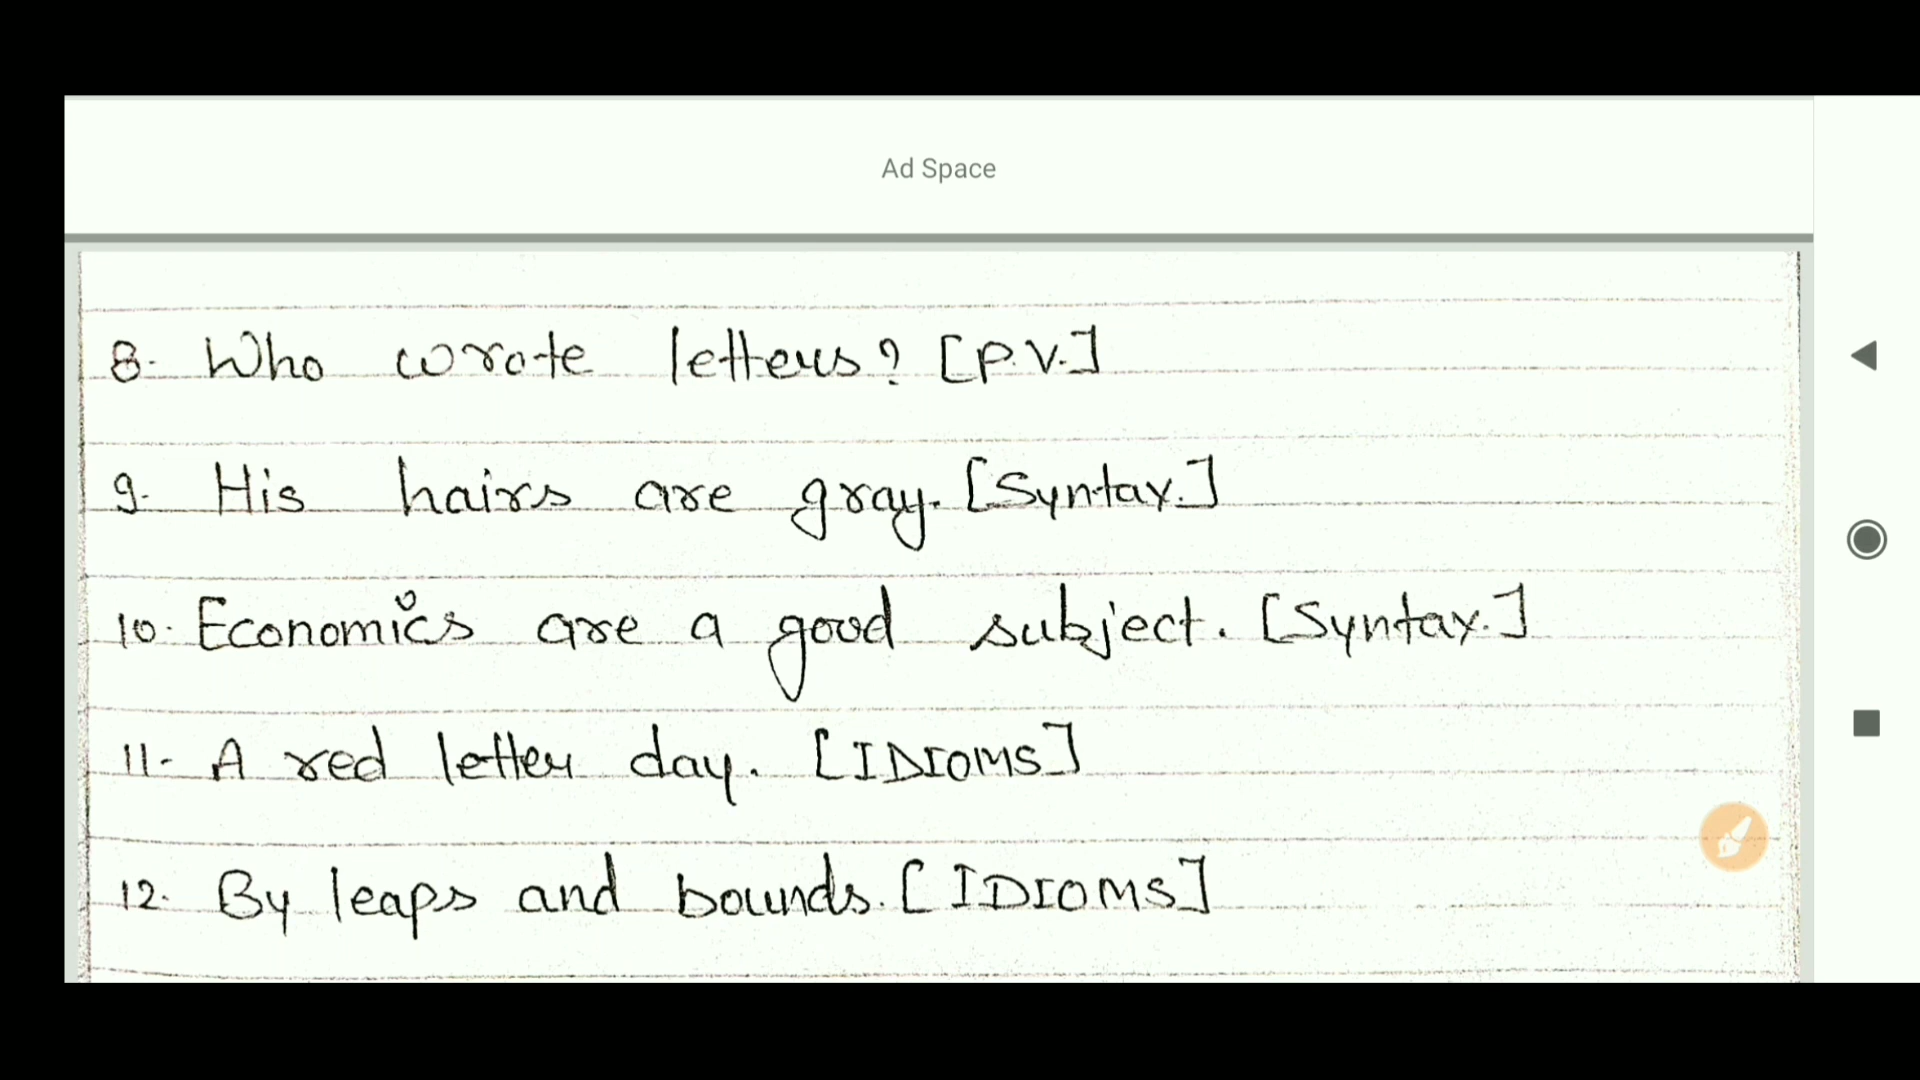 Ad Space
8. Who wrote letters? [P.V.]
9. His hairs are gray. [Syntax.]
10. Economics are a good subject. [Syntax.]
11. A red letter day. [IDIOMS]
12. By leaps and bounds. [IDIOMS]